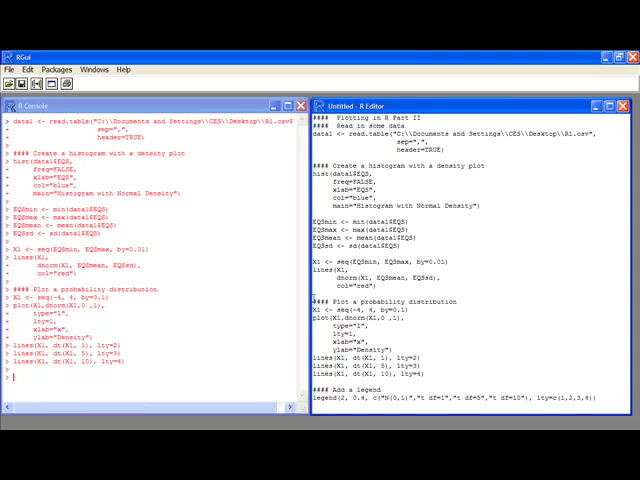 RGui
File Edit Packages Windows Help
R Console
data1 <- read.table("C:\\Documents and Settings\\CES\\Desktop\\R1.csv&
+ sep=",",
+ header=TRUE)
>
> #### Create a histogram with a density plot
> hist(data1$EQS,
+ freq=FALSE,
+ xlab="EQS",
+ col="blue",
+ main="Histogram with Normal Density")
>
> EQSmin <- min(data1$EQS)
> EQSmax <- max(data1$EQS)
> EQSmean <- mean(data1$EQS)
> EQSsd <- sd(data1$EQS)
>
> X1 <- seq(EQSmin, EQSmax, by=0.01)
> lines(X1,
+ dnorm(X1, EQSmean, EQSsd),
+ col="red")
>
> #### Plot a probability distribution
> X1 <- seq(-4, 4, by=0.1)
> plot(X1,dnorm(X1,0 ,1),
+ type="l",
+ lty=1,
+ xlab="x",
+ ylab="Density")
> lines(X1, dt(X1, 1), lty=2)
> lines(X1, dt(X1, 5), lty=3)
> lines(X1, dt(X1, 10), lty=4)
>
>
Untitled - R Editor
#### Plotting in R Part II
#### Read in some data
data1 <- read.table("C:\\Documents and Settings\\CES\\Desktop\\R1.csv",
sep=",",
header=TRUE)
#### Create a histogram with a density plot
hist(data1$EQS,
freq=FALSE,
xlab="EQS",
col="blue",
main="Histogram with Normal Density")
EQSmin <- min(data1$EQS)
EQSmax <- max(data1$EQS)
EQSmean <- mean(data1$EQS)
EQSsd <- sd(data1$EQS)
X1 <- seq(EQSmin, EQSmax, by=0.01)
lines(X1,
dnorm(X1, EQSmean, EQSsd),
col="red")
#### Plot a probability distribution
X1 <- seq(-4, 4, by=0.1)
plot(X1,dnorm(X1,0 ,1),
type="l",
lty=1,
xlab="x",
ylab="Density")
lines(X1, dt(X1, 1), lty=2)
lines(X1, dt(X1, 5), lty=3)
lines(X1, dt(X1, 10), lty=4)
#### Add a legend
legend(2, 0.4, c("N(0,1)","t df=1","t df=5","t df=10"), lty=c(1,2,3,4))